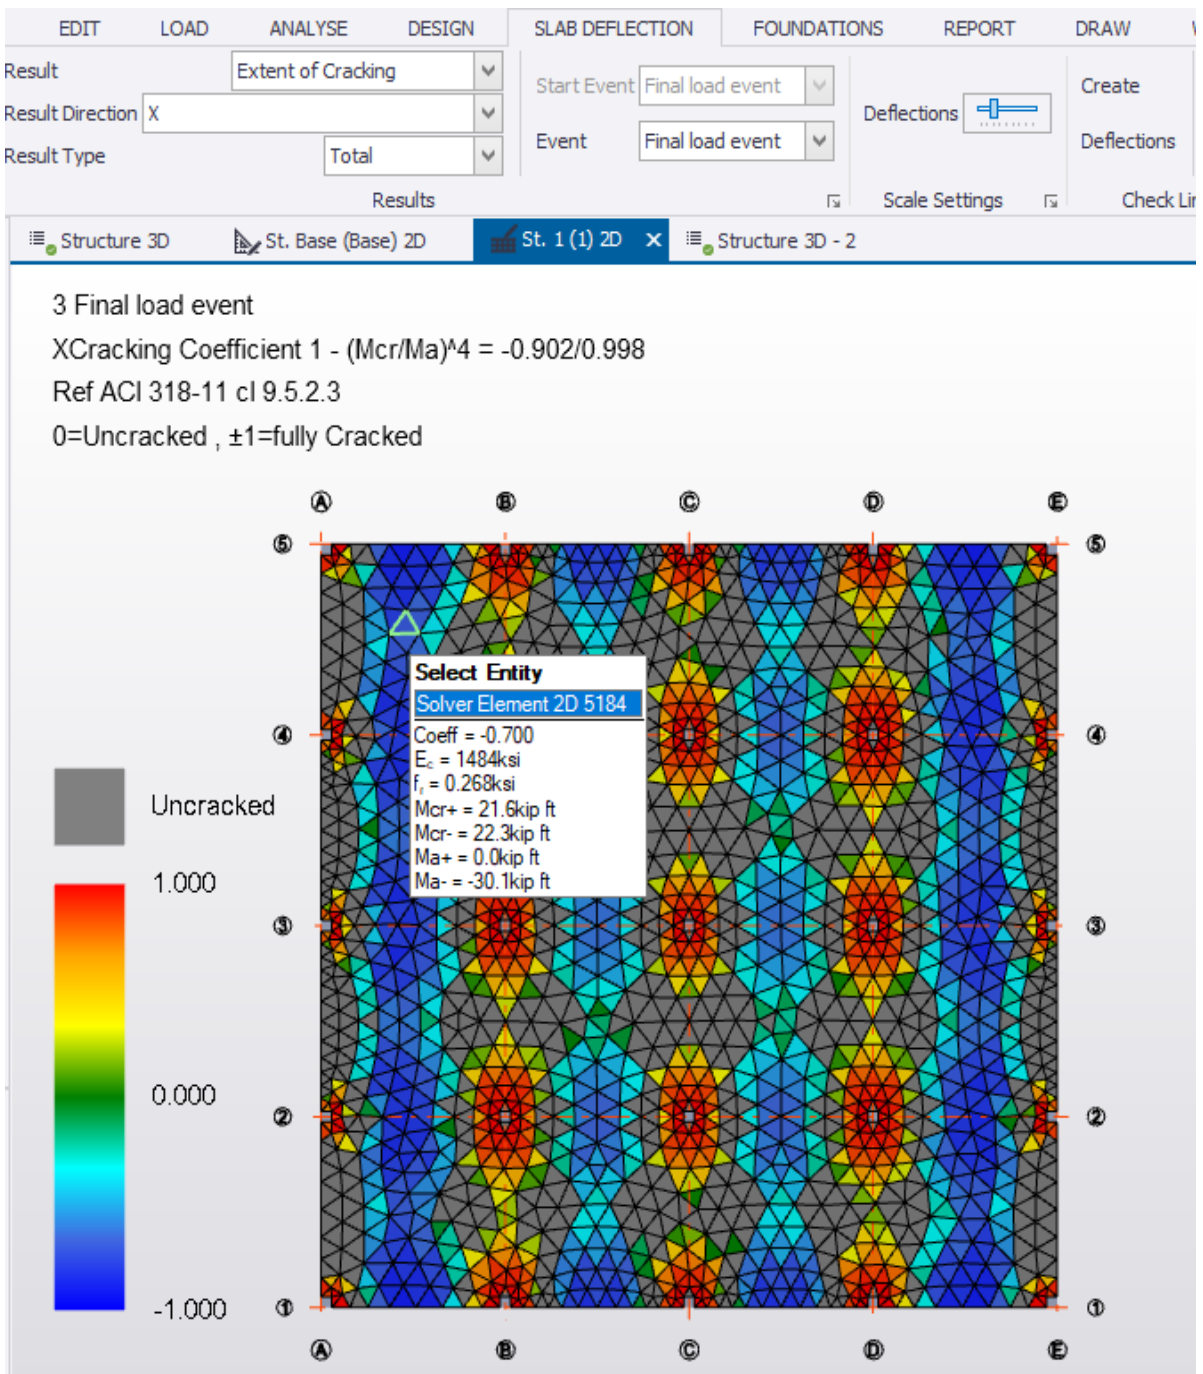 EDIT LOAD ANALYSE DESIGN SLAB DEFLECTION FOUNDATIONS REPORT DRAW
Result Extent of Cracking
Start Event Final load event
Deflections
Create
Result Direction X
Event Final load event
Deflections
Result Type Total
Results
Scale Settings
Check
Structure 3D St. Base (Base) 2D St. 1 (1) 2D × Structure 3D - 2
3 Final load event
XCracking Coefficient 1 - (Mcr/Ma)^4 = -0.902/0.998
Ref ACI 318-11 cl 9.5.2.3
0=Uncracked , ±1=fully Cracked
A B C D E
5 5
Select Entity
Solver Element 2D 5184
Coeff = -0.700
Ec = 1484ksi
fr = 0.268ksi
Mcr+ = 21.6kip ft
Mcr- = 22.3kip ft
Ma+ = 0.0kip ft
Ma- = -30.1kip ft
4 4
Uncracked
1.000
3 3
0.000
2 2
-1.000
1 1
A B C D E